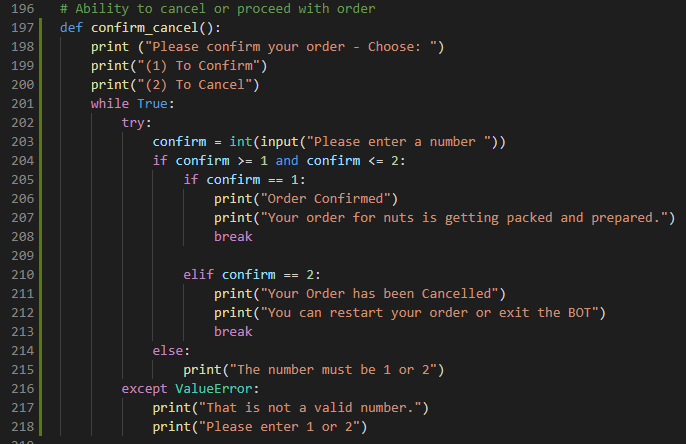 196 # Ability to cancel or proceed with order
197 def confirm_cancel():
198     print ("Please confirm your order - Choose: ")
199     print("(1) To Confirm")
200     print("(2) To Cancel")
201     while True:
202         try:
203             confirm = int(input("Please enter a number "))
204             if confirm >= 1 and confirm <= 2:
205                 if confirm == 1:
206                     print("Order Confirmed")
207                     print("Your order for nuts is getting packed and prepared.")
208                     break
209
210                 elif confirm == 2:
211                     print("Your Order has been Cancelled")
212                     print("You can restart your order or exit the BOT")
213                     break
214             else:
215                 print("The number must be 1 or 2")
216         except ValueError:
217             print("That is not a valid number.")
218             print("Please enter 1 or 2")